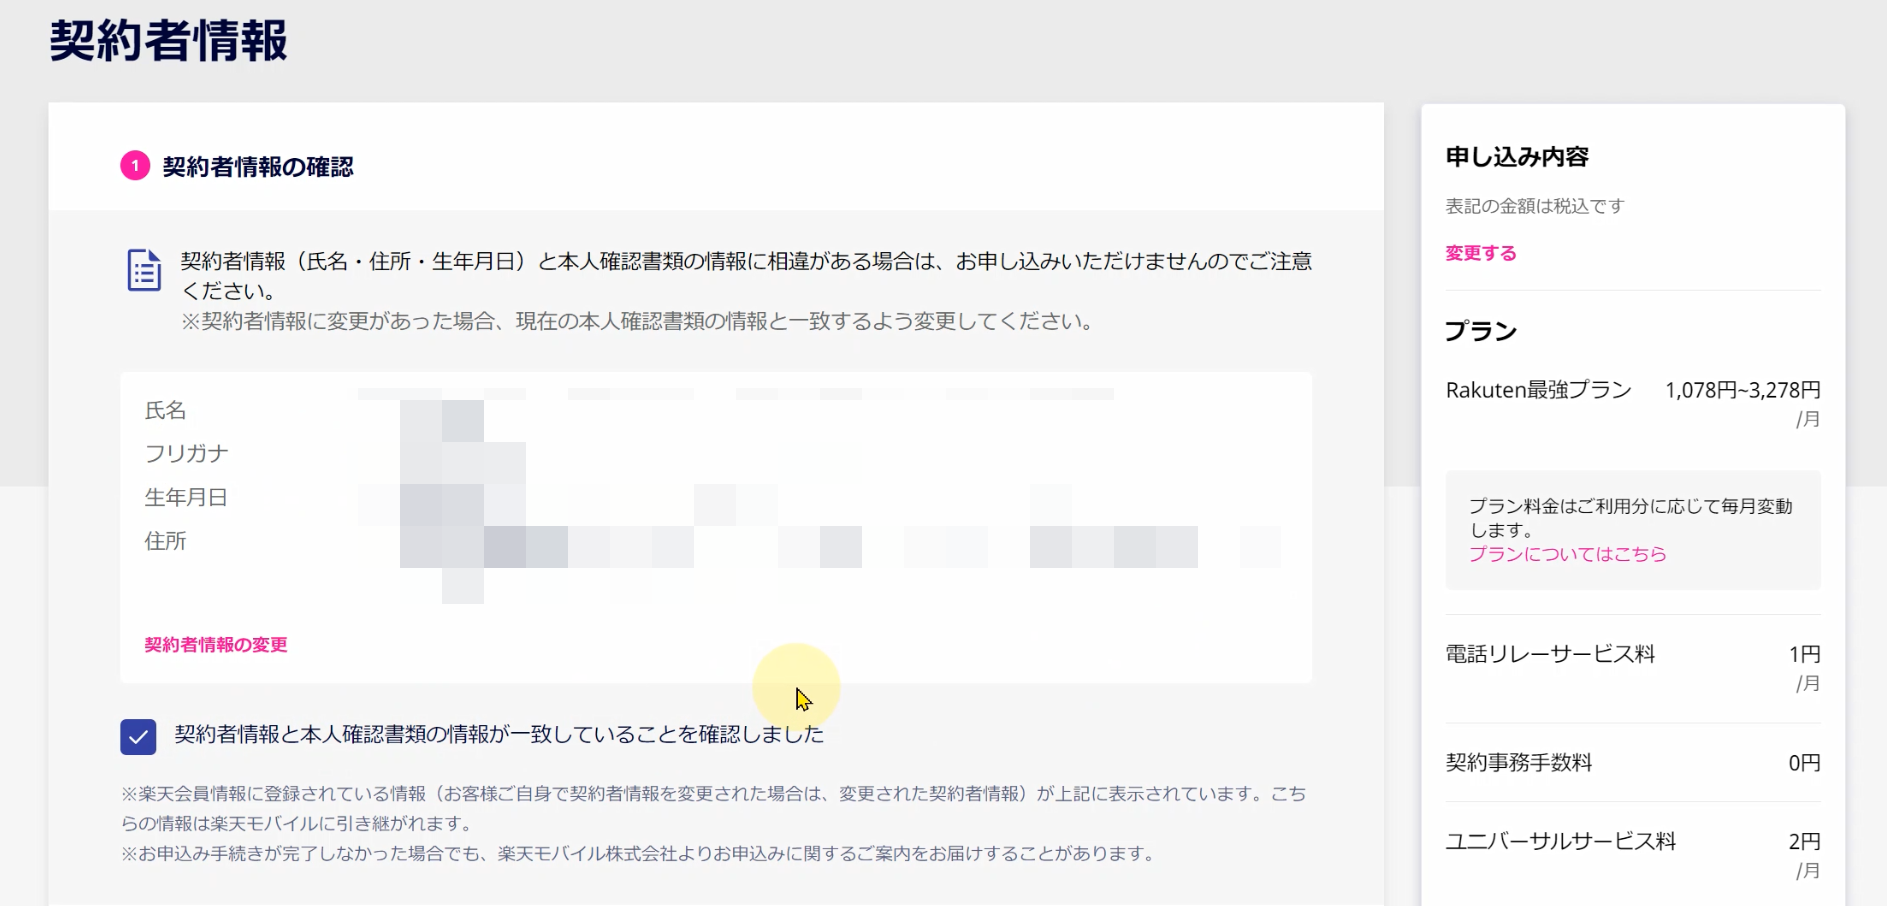 契約者情報
1 契約者情報の確認
契約者情報（氏名・住所・生年月日）と本人確認書類の情報に相違がある場合は、お申し込みいただけませんのでご注意
ください。
※契約者情報に変更があった場合、現在の本人確認書類の情報と一致するよう変更してください。
氏名
フリガナ
生年月日
住所
契約者情報の変更
契約者情報と本人確認書類の情報が一致していることを確認しました
※楽天会員情報に登録されている情報（お客様ご自身で契約者情報を変更された場合は、変更された契約者情報）が上記に表示されています。こち
らの情報は楽天モバイルに引き継がれます。
※お申込み手続きが完了しなかった場合でも、楽天モバイル株式会社よりお申込みに関するご案内をお届けすることがあります。
申し込み内容
表記の金額は税込です
変更する
プラン
Rakuten最強プラン 1,078円~3,278円
/月
プラン料金はご利用分に応じて毎月変動
します。
プランについてはこちら
電話リレーサービス料 1円
/月
契約事務手数料 0円
ユニバーサルサービス料 2円
/月